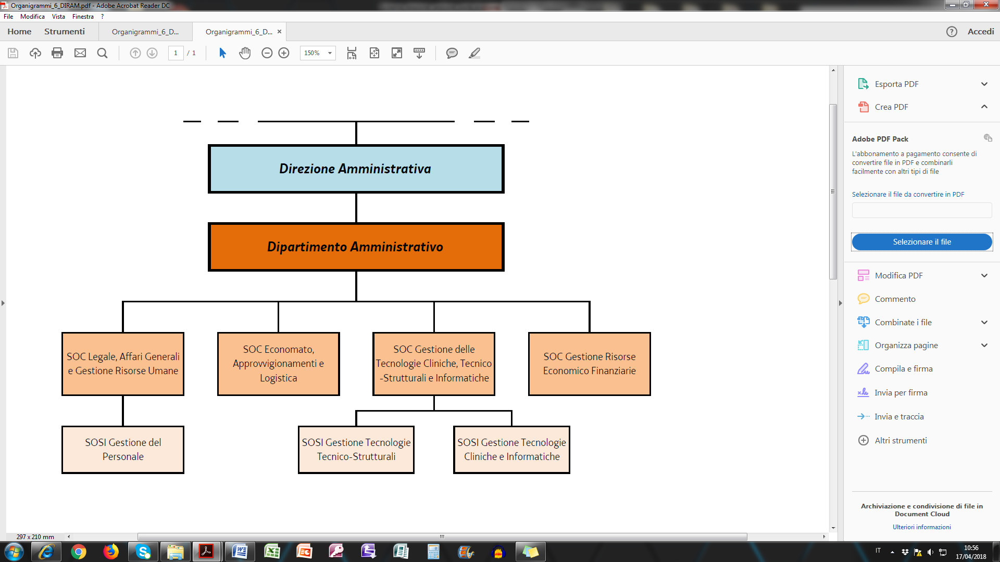 Organigrammi_6_DIRAM.pdf - Adobe Acrobat Reader DC
File Modifica Vista Finestra ?
Home Strumenti Organigrammi_6_D... Organigrammi_6_D... × ? Accedi
1 / 1 150%
Direzione Amministrativa
Dipartimento Amministrativo
SOC Legale, Affari Generali
e Gestione Risorse Umane
SOC Economato,
Approvvigionamenti e
Logistica
SOC Gestione delle
Tecnologie Cliniche, Tecnico
-Strutturali e Informatiche
SOC Gestione Risorse
Economico Finanziarie
SOSI Gestione del
Personale
SOSI Gestione Tecnologie
Tecnico-Strutturali
SOSI Gestione Tecnologie
Cliniche e Informatiche
Esporta PDF
Crea PDF
Adobe PDF Pack
L'abbonamento a pagamento consente di
convertire file in PDF e combinarli
facilmente con altri tipi di file
Selezionare il file da convertire in PDF
Selezionare il file
Modifica PDF
Commento
Combinate i file
Organizza pagine
Compila e firma
Invia per firma
Invia e traccia
Altri strumenti
Archiviazione e condivisione di file in
Document Cloud
Ulteriori informazioni
297 x 210 mm
IT
10:56
17/04/2018